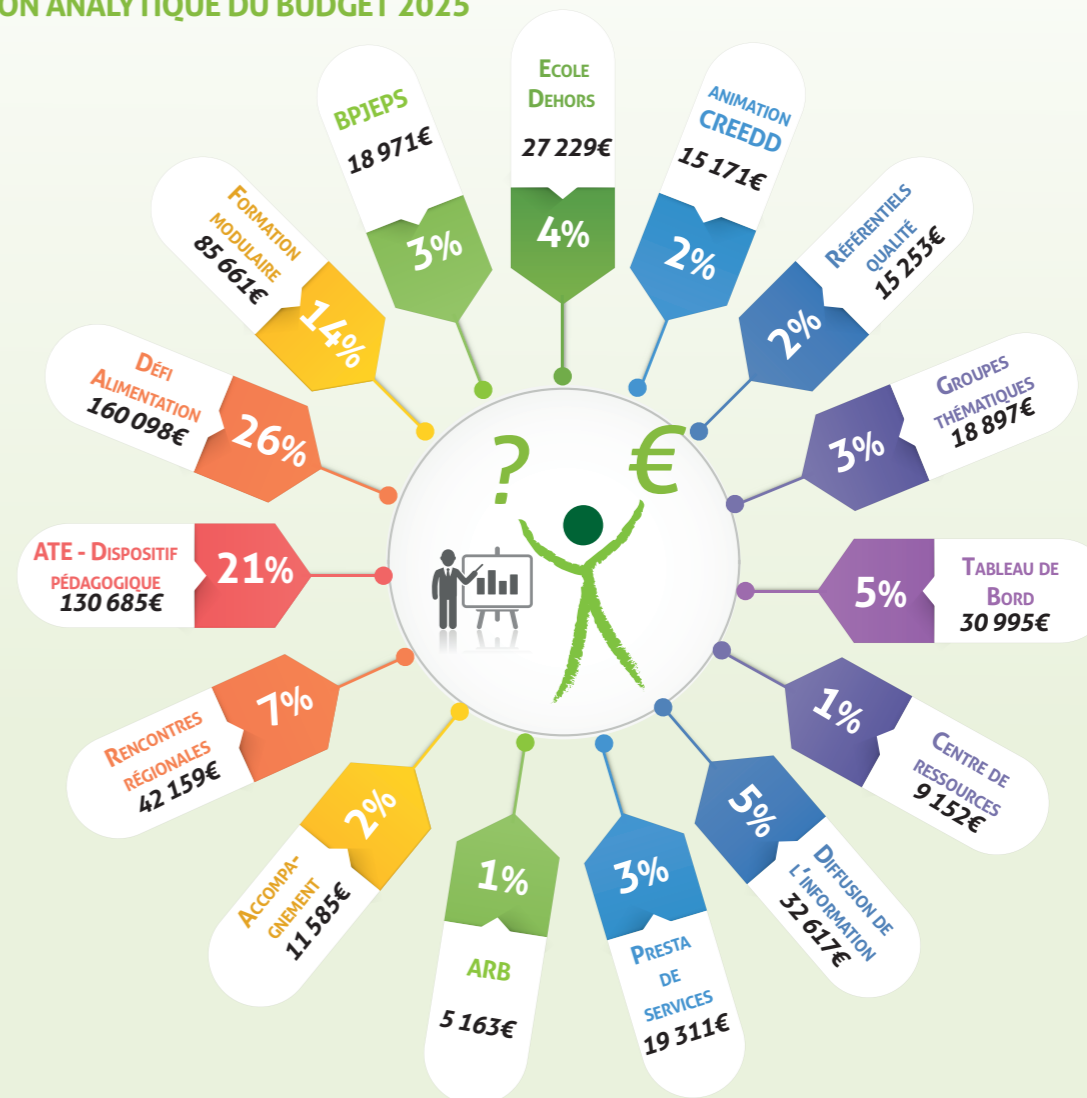 ON ANALYTIQUE DU BUDGET 2025
ECOLE
DEHORS
27 229€
4%
ANIMATION
CREEDD
15 171€
2%
RÉFÉRENTIELS
QUALITÉ
15 253€
2%
GROUPES
THÉMATIQUES
18 897€
3%
TABLEAU DE
BORD
30 995€
5%
CENTRE DE
RESSOURCES
9 152€
1%
DIFFUSION DE
L'INFORMATION
32 617€
5%
PRESTA
DE
SERVICES
19 311€
3%
ARB
5 163€
1%
ACCOMPA-
GNEMENT
11 585€
2%
RENCONTRES
RÉGIONALES
42 159€
7%
ATE - DISPOSITIF
PÉDAGOGIQUE
130 685€
21%
DÉFI
ALIMENTATION
160 098€
26%
FORMATION
MODULAIRE
85 661€
14%
BPJEPS
18 971€
3%
? €